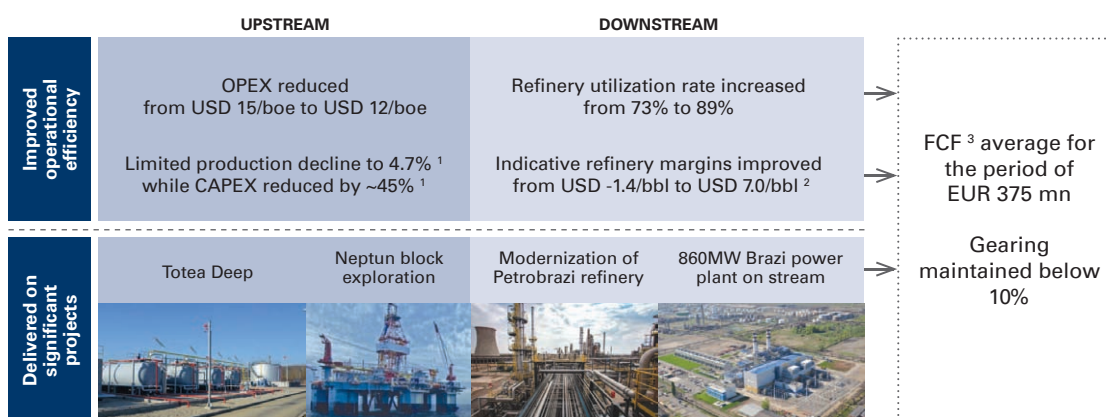 UPSTREAM
DOWNSTREAM
Improved
operational
efficiency
OPEX reduced
from USD 15/boe to USD 12/boe
Refinery utilization rate increased
from 73% to 89%
Limited production decline to 4.7% ¹
while CAPEX reduced by ~45% ¹
Indicative refinery margins improved
from USD -1.4/bbl to USD 7.0/bbl ²
FCF ³ average for
the period of
EUR 375 mn
Gearing
maintained below
10%
Delivered on
significant
projects
Totea Deep
Neptun block
exploration
Modernization of
Petrobrazi refinery
860MW Brazi power
plant on stream